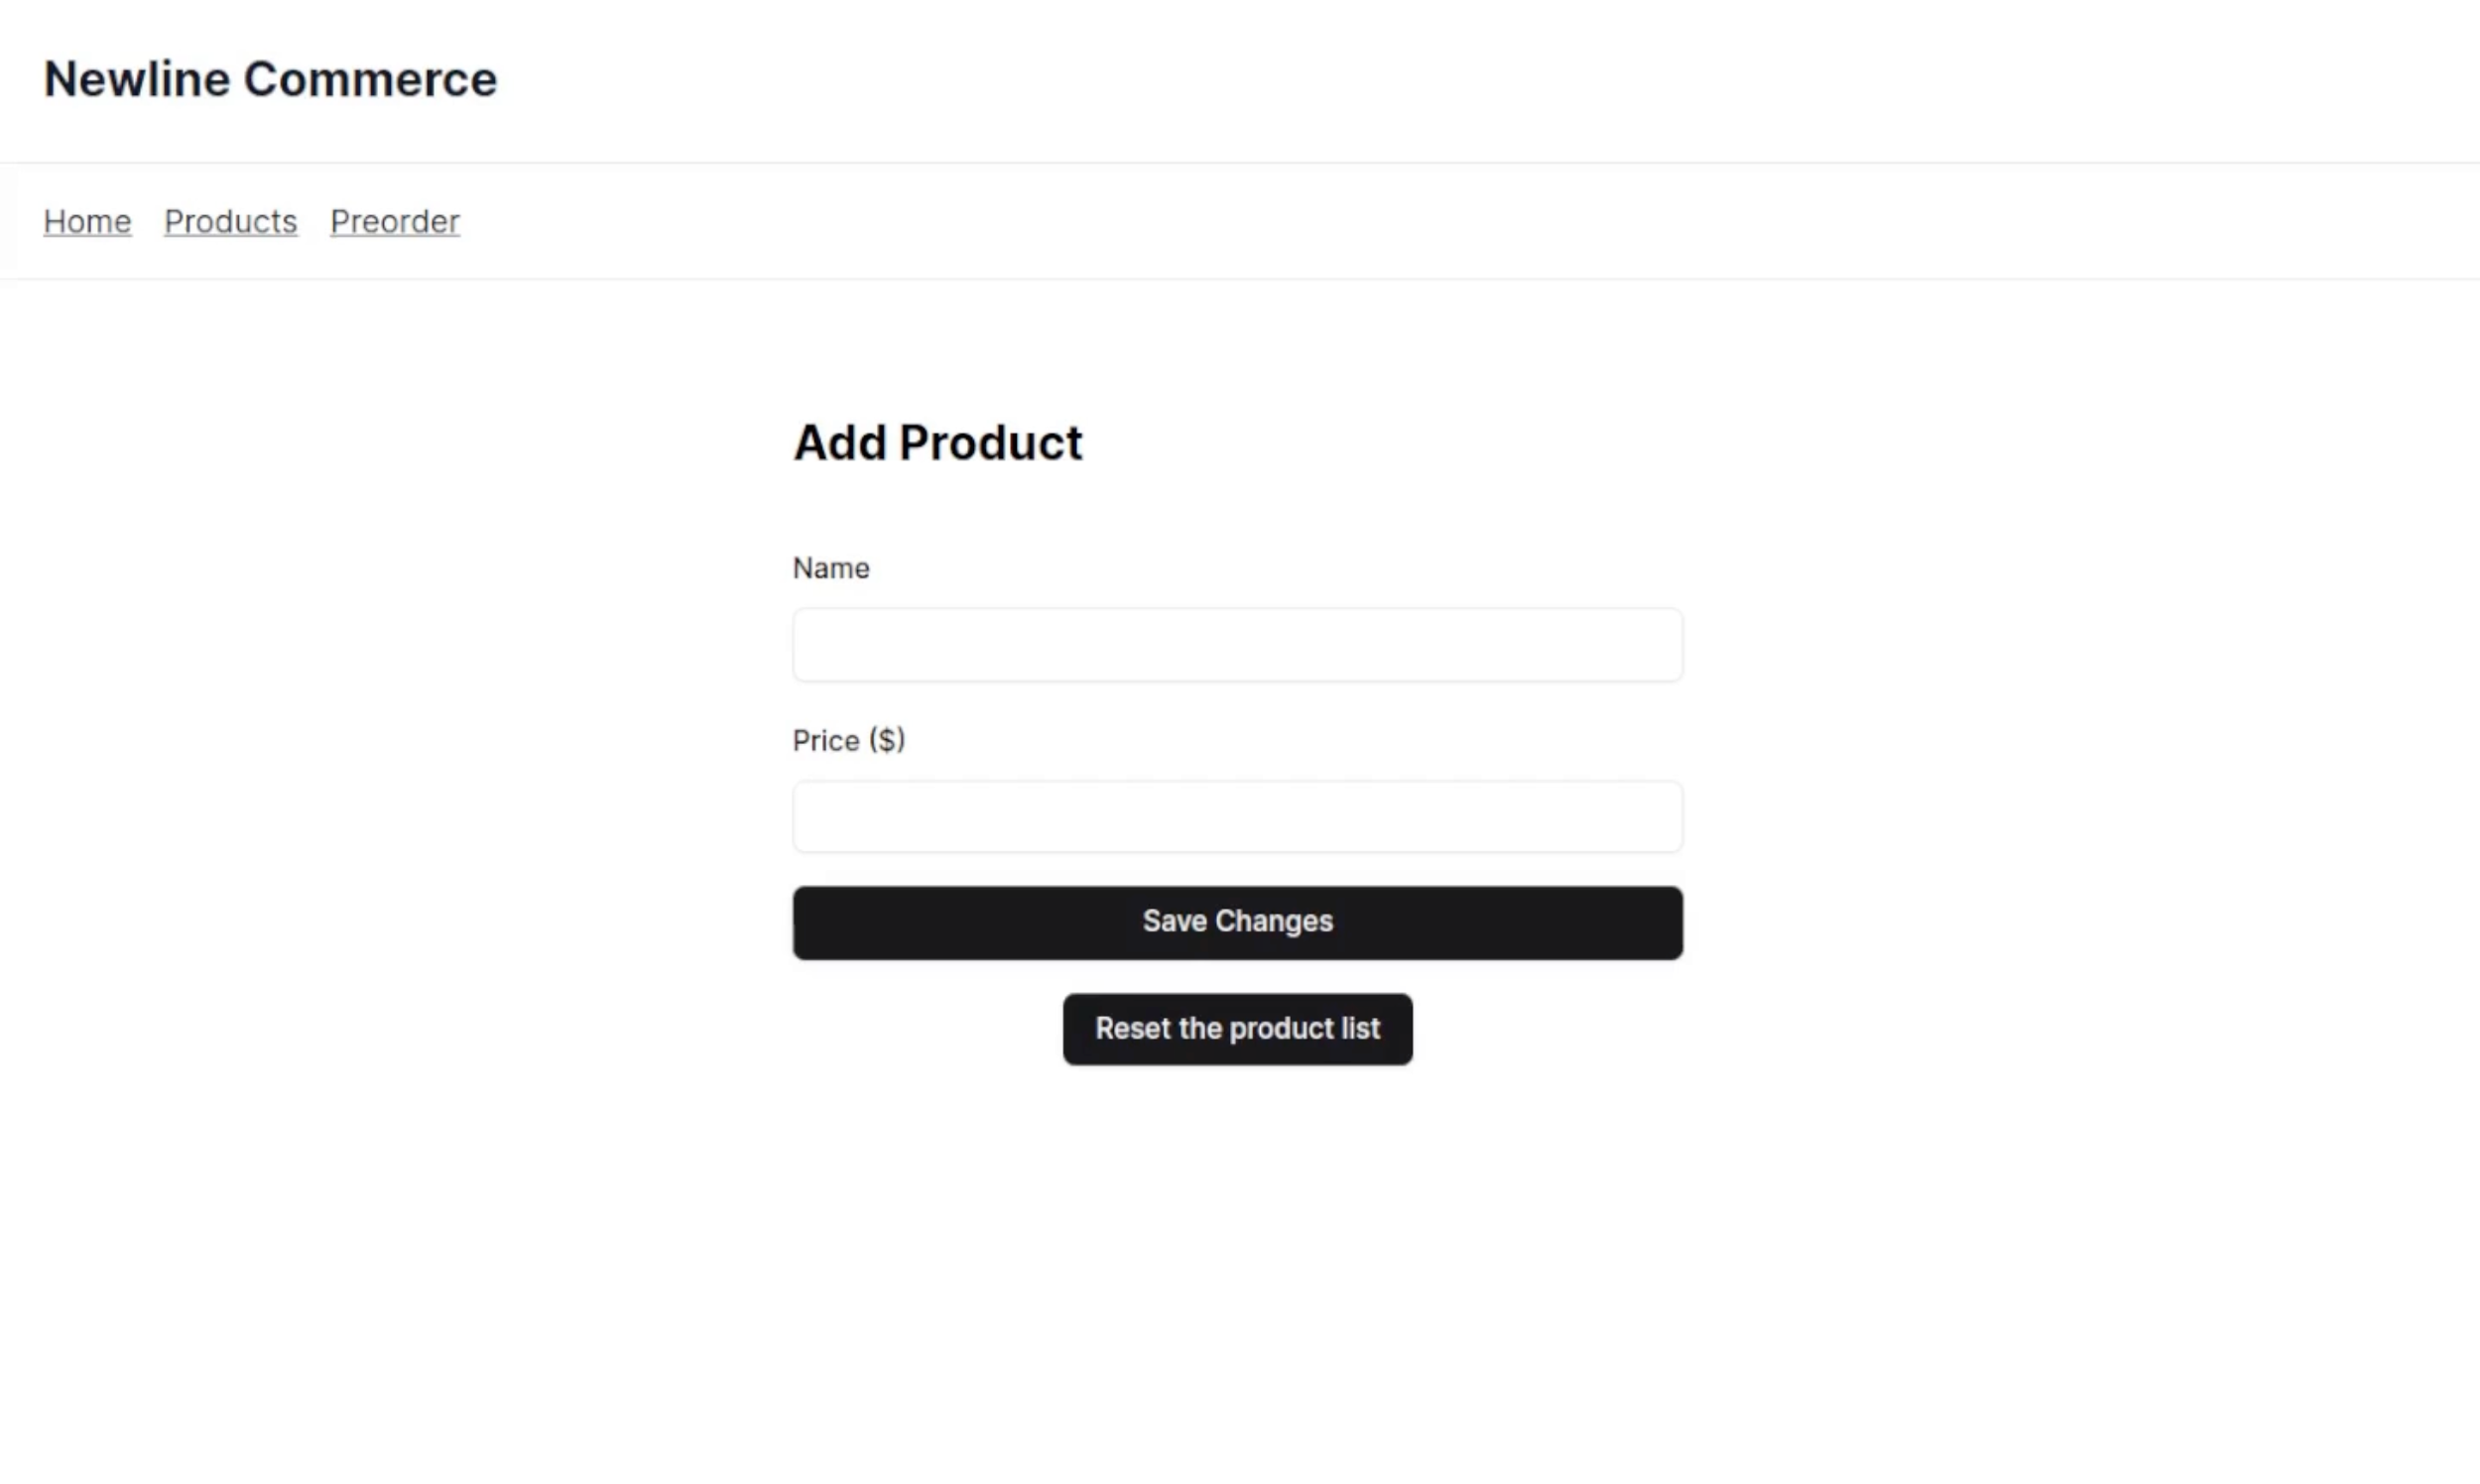 Newline Commerce
Home Products Preorder
Add Product
Name
Price ($)
Save Changes
Reset the product list